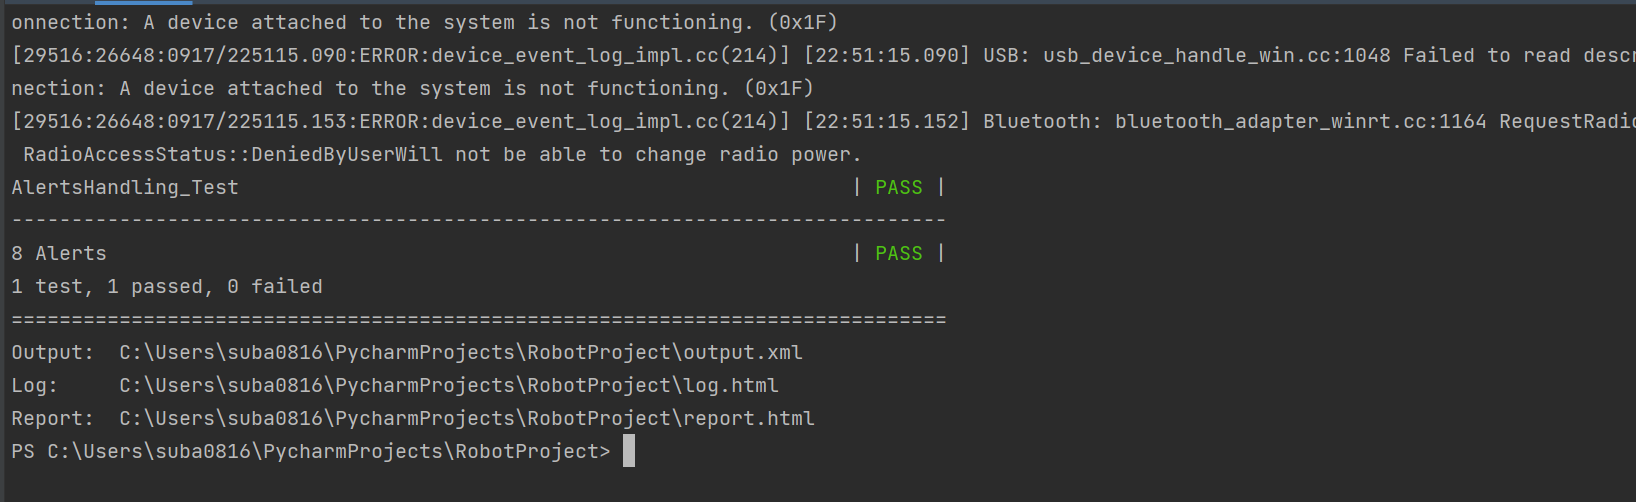 onnection: A device attached to the system is not functioning. (0x1F)
[29516:26648:0917/225115.090:ERROR:device_event_log_impl.cc(214)] [22:51:15.090] USB: usb_device_handle_win.cc:1048 Failed to read descr
nection: A device attached to the system is not functioning. (0x1F)
[29516:26648:0917/225115.153:ERROR:device_event_log_impl.cc(214)] [22:51:15.152] Bluetooth: bluetooth_adapter_winrt.cc:1164 RequestRadio
RadioAccessStatus::DeniedByUserWill not be able to change radio power.
AlertsHandling_Test | PASS |
------------------------------------------------------------------------------
8 Alerts | PASS |
1 test, 1 passed, 0 failed
==============================================================================
Output: C:\Users\suba0816\PycharmProjects\RobotProject\output.xml
Log: C:\Users\suba0816\PycharmProjects\RobotProject\log.html
Report: C:\Users\suba0816\PycharmProjects\RobotProject\report.html
PS C:\Users\suba0816\PycharmProjects\RobotProject>